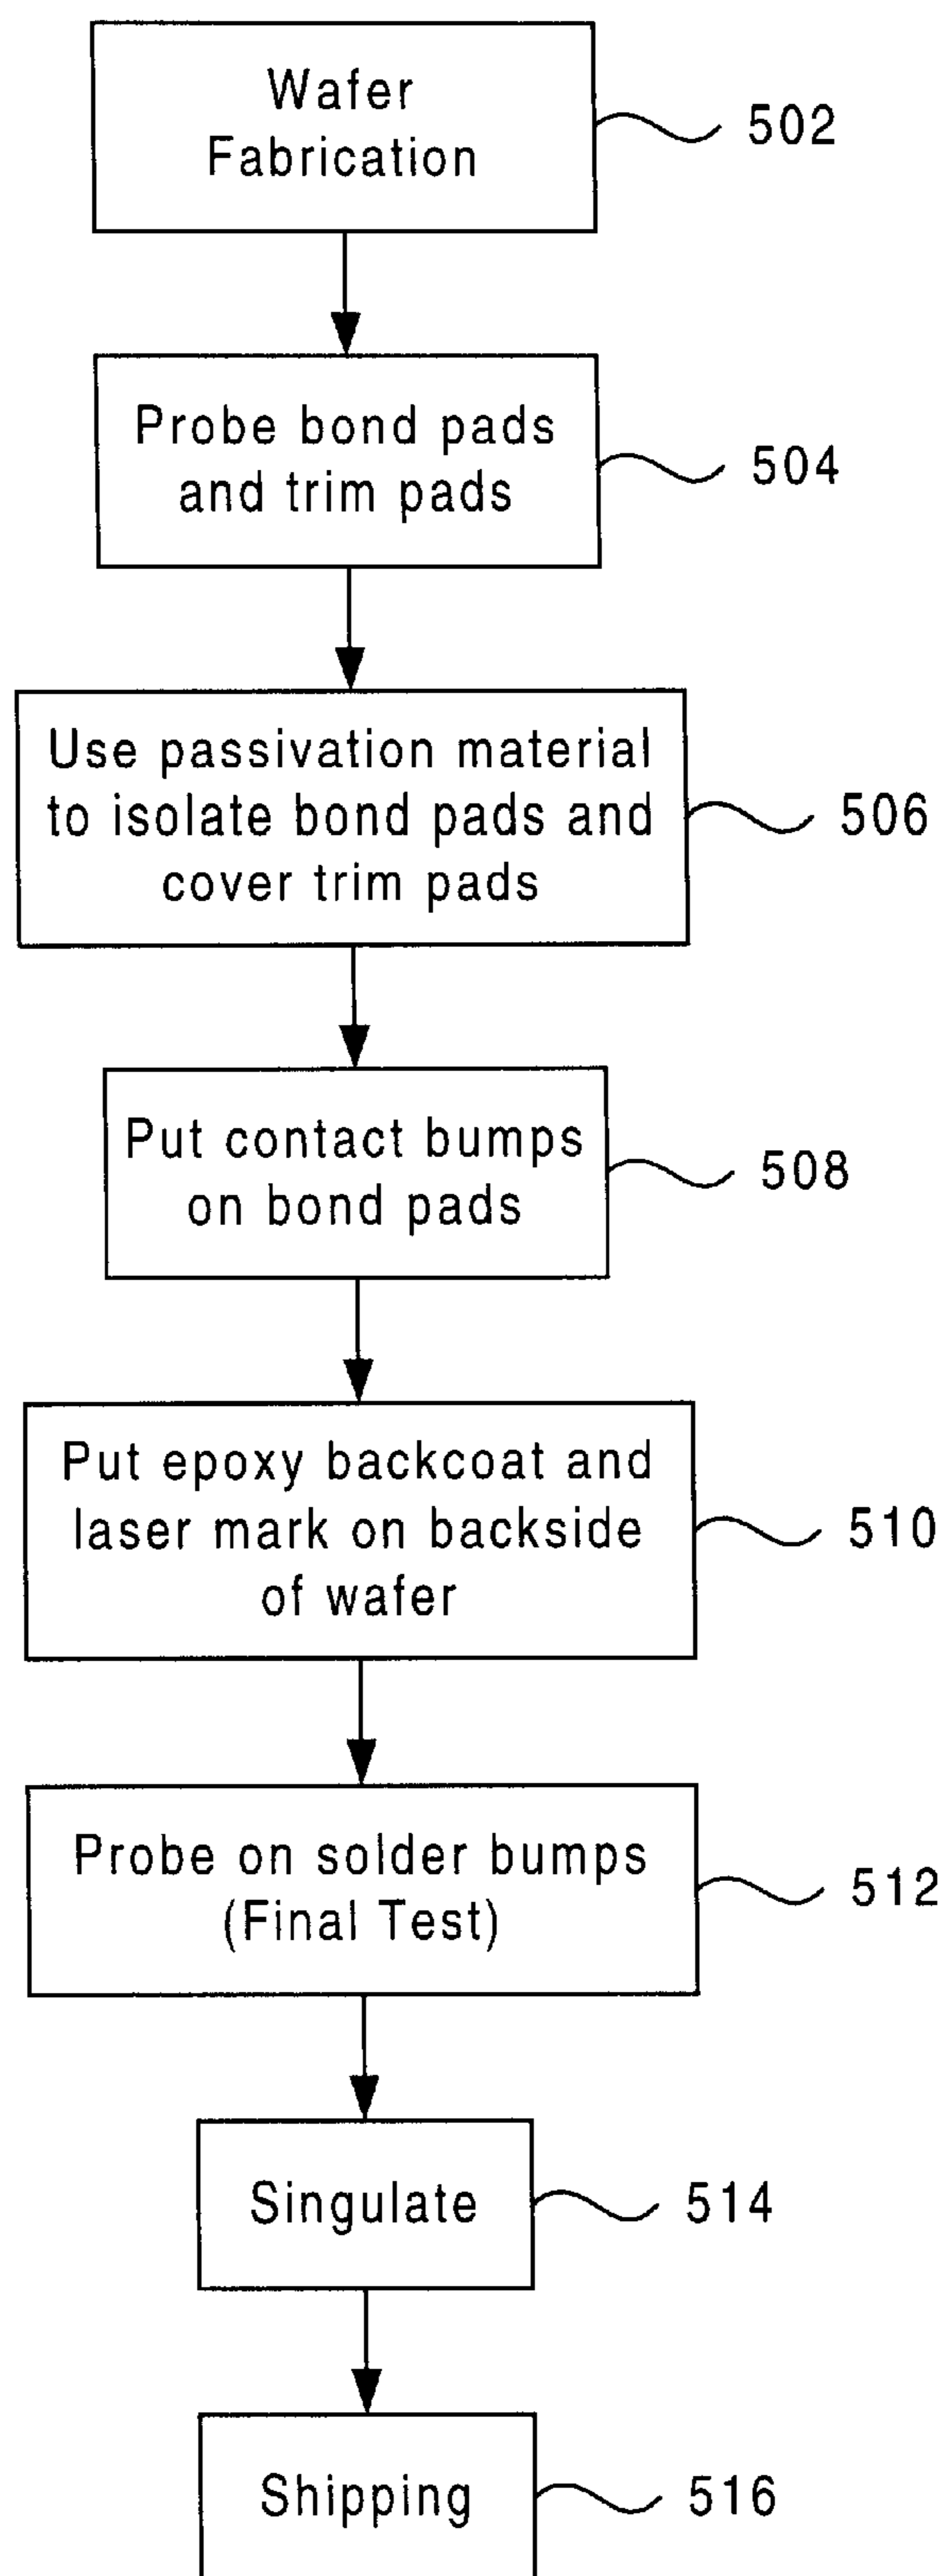 Wafer
Fabrication
502
Probe bond pads
and trim pads
504
Use passivation material
to isolate bond pads and
cover trim pads
506
Put contact bumps
on bond pads
508
Put epoxy backcoat and
laser mark on backside
of wafer
510
Probe on solder bumps
(Final Test)
512
Singulate
514
Shipping
516